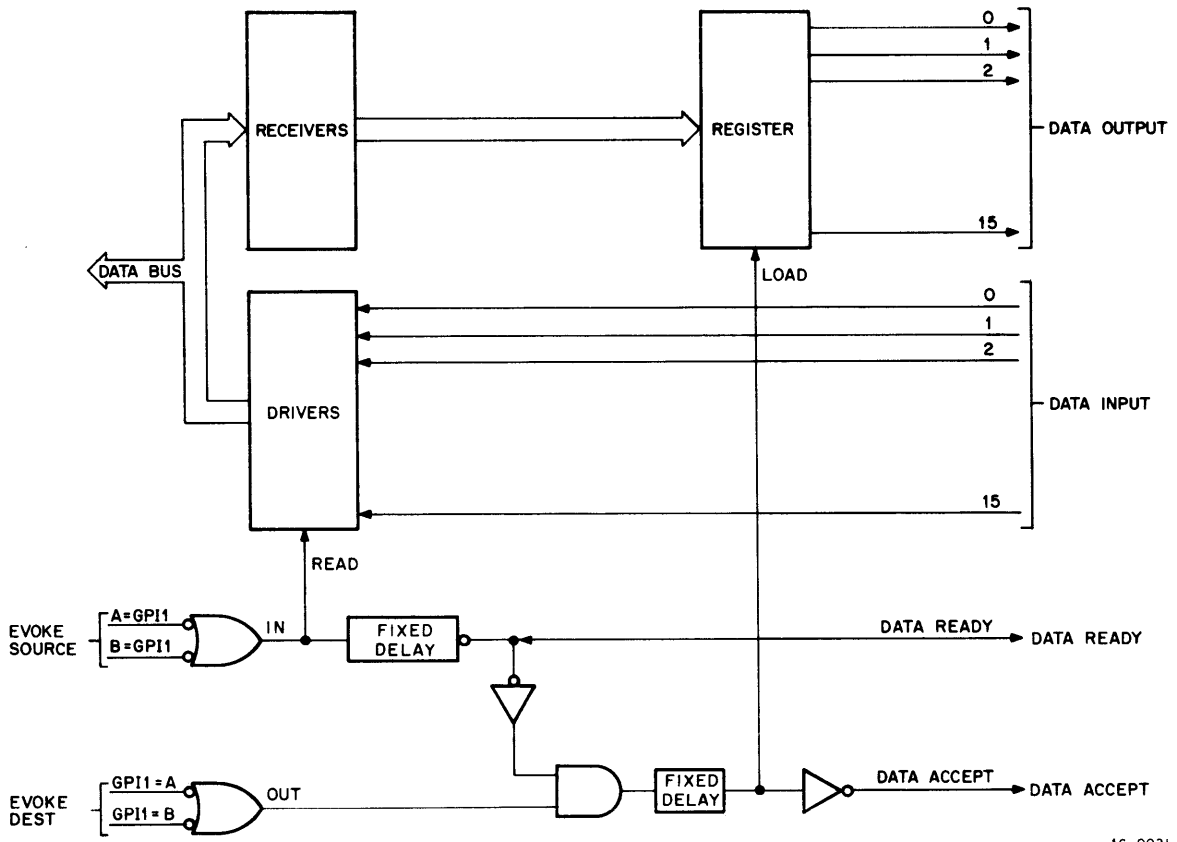 0
1
2
RECEIVERS
REGISTER
DATA OUTPUT
15
DATA BUS
LOAD
0
1
2
DRIVERS
DATA INPUT
15
READ
EVOKE
SOURCE
A=GPI1
B=GPI1
IN
FIXED
DELAY
DATA READY
DATA READY
EVOKE
DEST
GPI1=A
GPI1=B
OUT
FIXED
DELAY
DATA ACCEPT
DATA ACCEPT